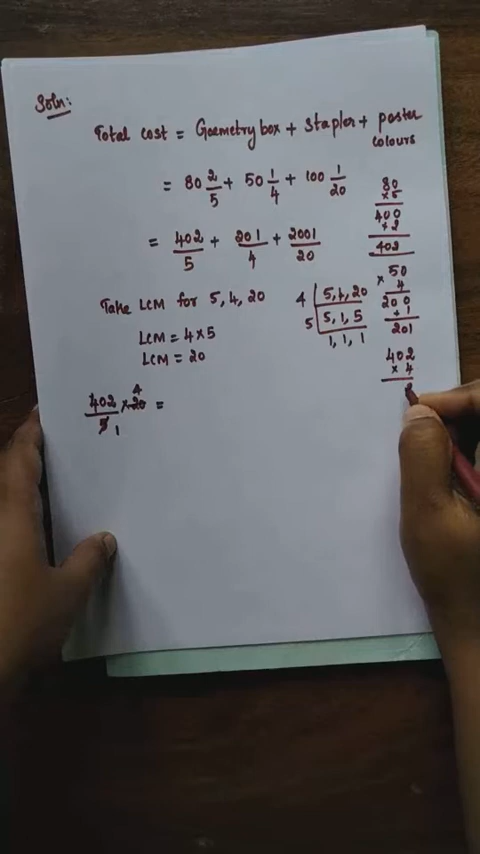 Soln:
Total cost = Goemetry box + Stapler + poster colours
= 80 2/5 + 50 1/4 + 100 1/20
80
×5
400
+2
402
= 402/5 + 201/4 + 2001/20
Take LCM for 5, 4, 20
4 | 5, 4, 20
5 | 5, 1, 5
1, 1, 1
× 50
4
200
+1
201
LCM = 4×5
LCM = 20
402
× 4
402/5 × 20 =
4
1